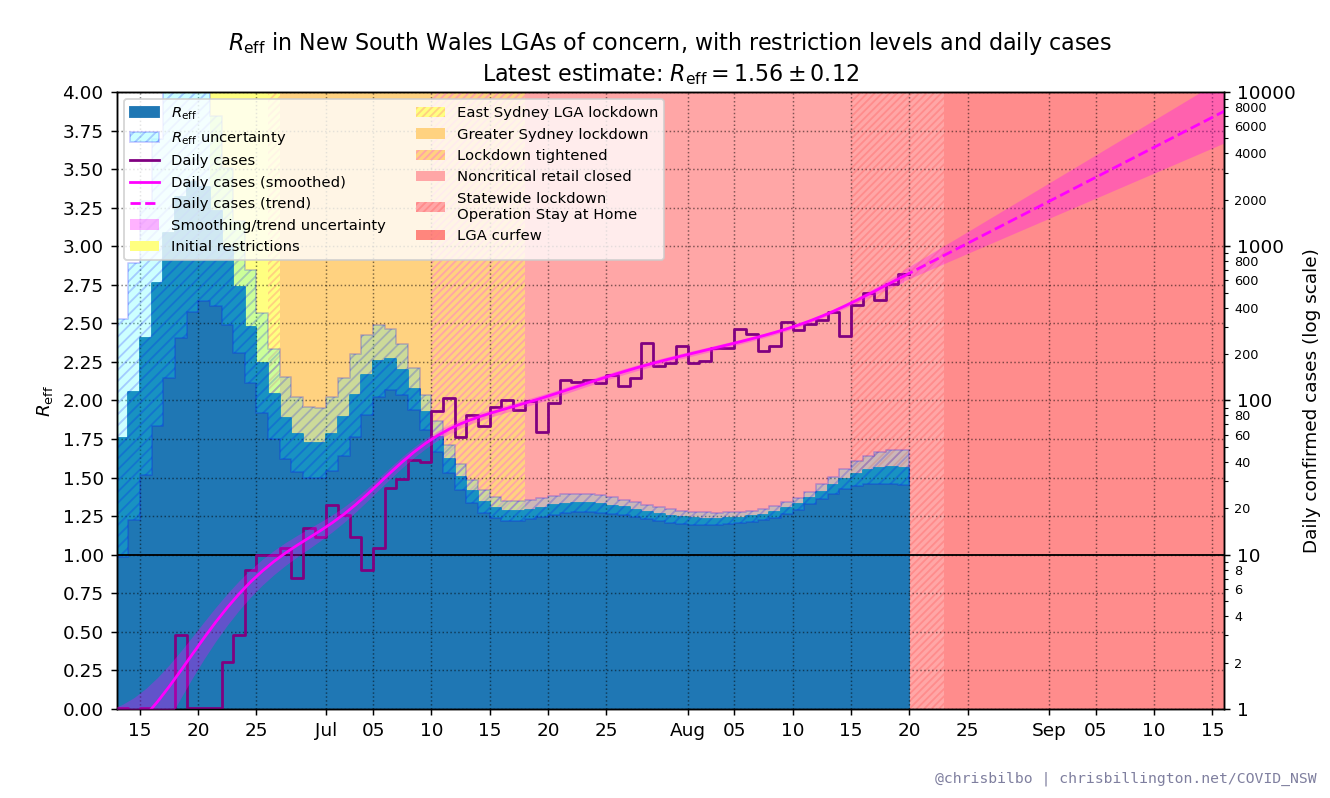 Reff in New South Wales LGAs of concern, with restriction levels and daily cases
Latest estimate: Reff = 1.56 ± 0.12
Reff
Reff uncertainty
Daily cases
Daily cases (smoothed)
Daily cases (trend)
Smoothing/trend uncertainty
Initial restrictions
East Sydney LGA lockdown
Greater Sydney lockdown
Lockdown tightened
Noncritical retail closed
Statewide lockdown
Operation Stay at Home
LGA curfew
Reff
4.00
3.75
3.50
3.25
3.00
2.75
2.50
2.25
2.00
1.75
1.50
1.25
1.00
0.75
0.50
0.25
0.00
10000
8000
6000
4000
2000
1000
800
600
400
200
100
80
60
40
20
10
8
6
4
2
1
Daily confirmed cases (log scale)
15 20 25 Jul 05 10 15 20 25 Aug 05 10 15 20 25 Sep 05 10 15
@chrisbilbo | chrisbillington.net/COVID_NSW